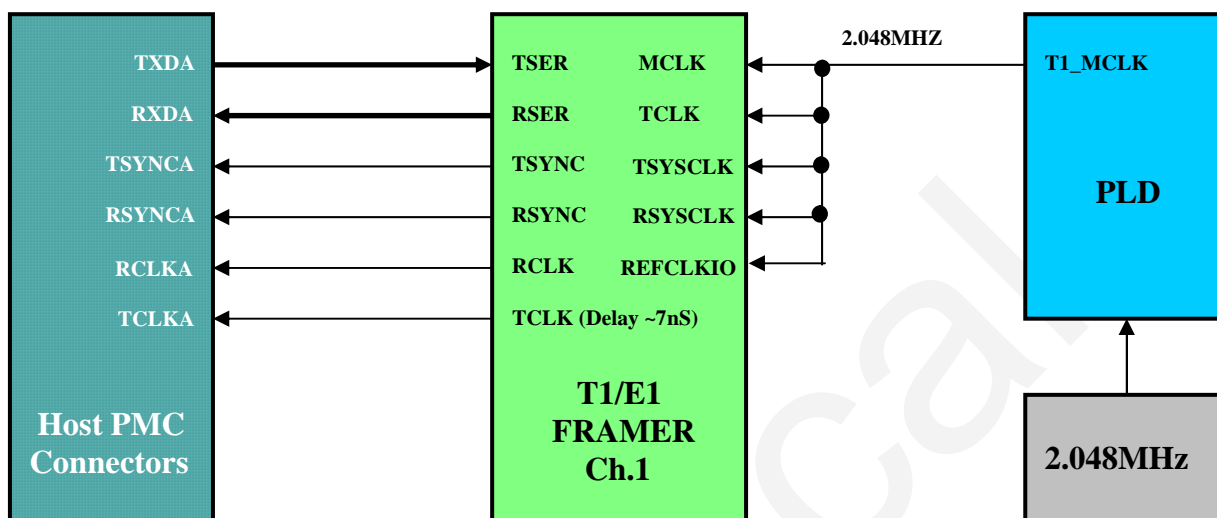 TXDA
RXDA
TSYNCA
RSYNCA
RCLKA
TCLKA
Host PMC
Connectors
TSER
RSER
TSYNC
RSYNC
RCLK
TCLK (Delay ~7nS)
MCLK
TCLK
TSYSCLK
RSYSCLK
REFCLKIO
T1/E1
FRAMER
Ch.1
2.048MHZ
T1_MCLK
PLD
2.048MHz